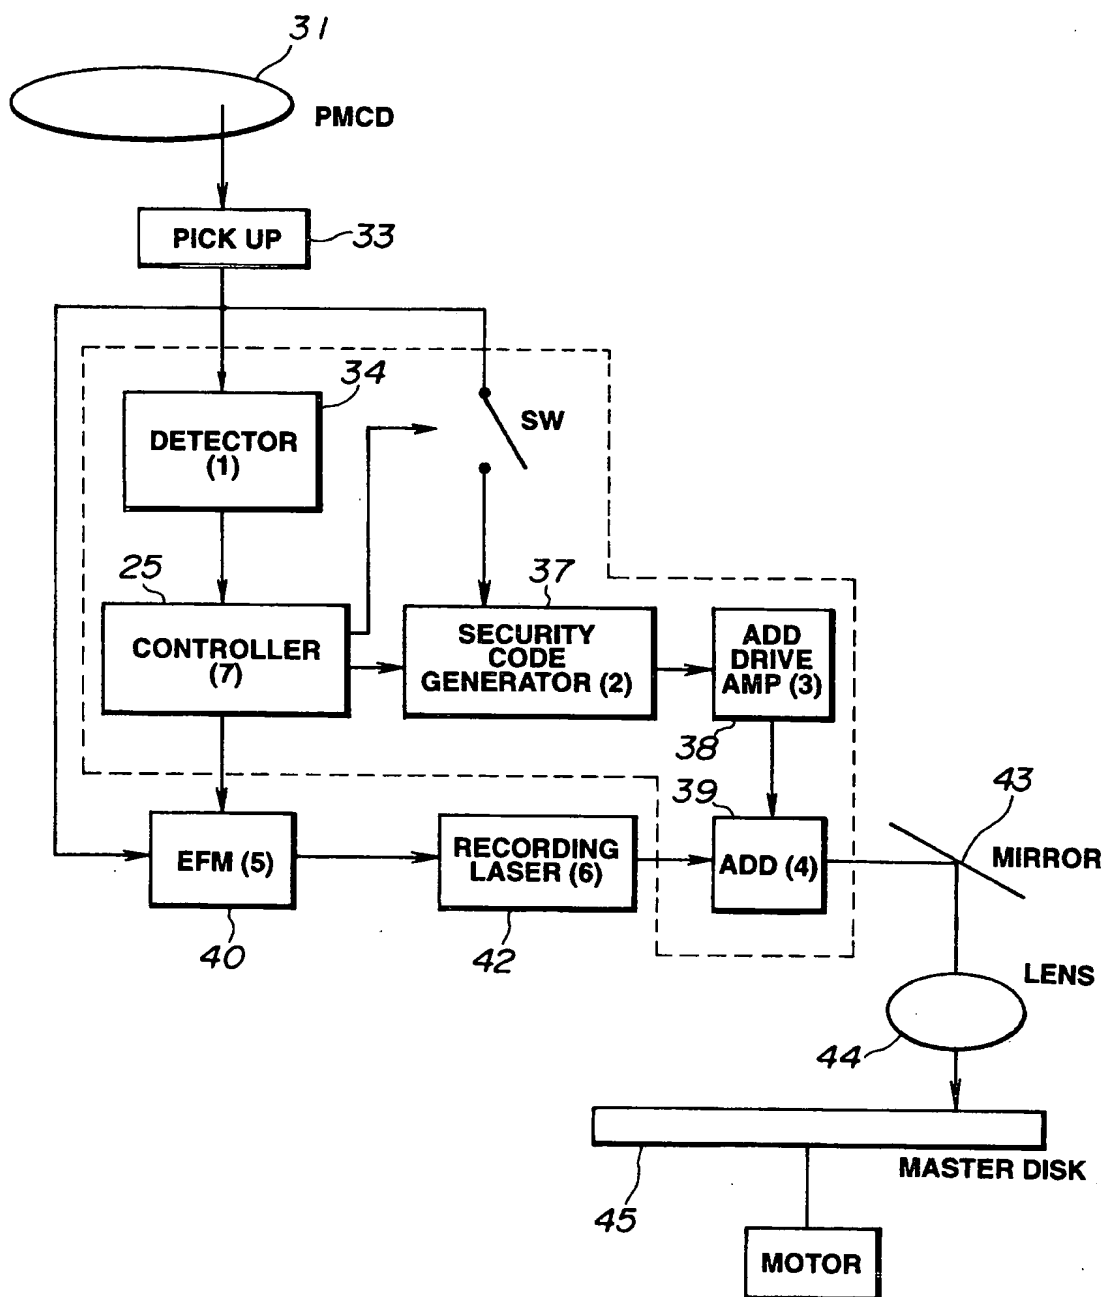 31
PMCD
PICK UP
33
34
DETECTOR
(1)
SW
25
37
CONTROLLER
(7)
SECURITY
CODE
GENERATOR (2)
ADD
DRIVE
AMP (3)
38
39
43
EFM (5)
RECORDING
LASER (6)
ADD (4)
MIRROR
40
42
LENS
44
MASTER DISK
45
MOTOR